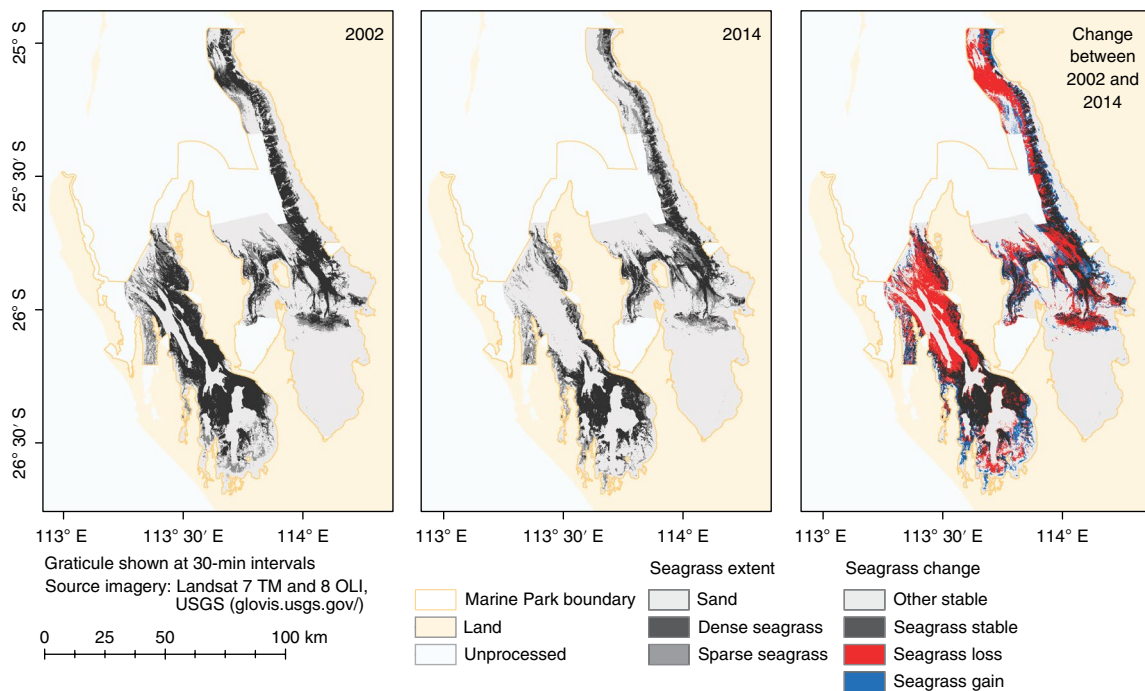 2002
2014
Change
between
2002 and
2014
25° S
25° 30′ S
26° S
26° 30′ S
113° E
113° 30′ E
114° E
113° E
113° 30′ E
114° E
113° E
113° 30′ E
114° E
Graticule shown at 30-min intervals
Source imagery: Landsat 7 TM and 8 OLI,
USGS (glovis.usgs.gov/)
0 25 50 100 km
Marine Park boundary
Land
Unprocessed
Seagrass extent
Sand
Dense seagrass
Sparse seagrass
Seagrass change
Other stable
Seagrass stable
Seagrass loss
Seagrass gain